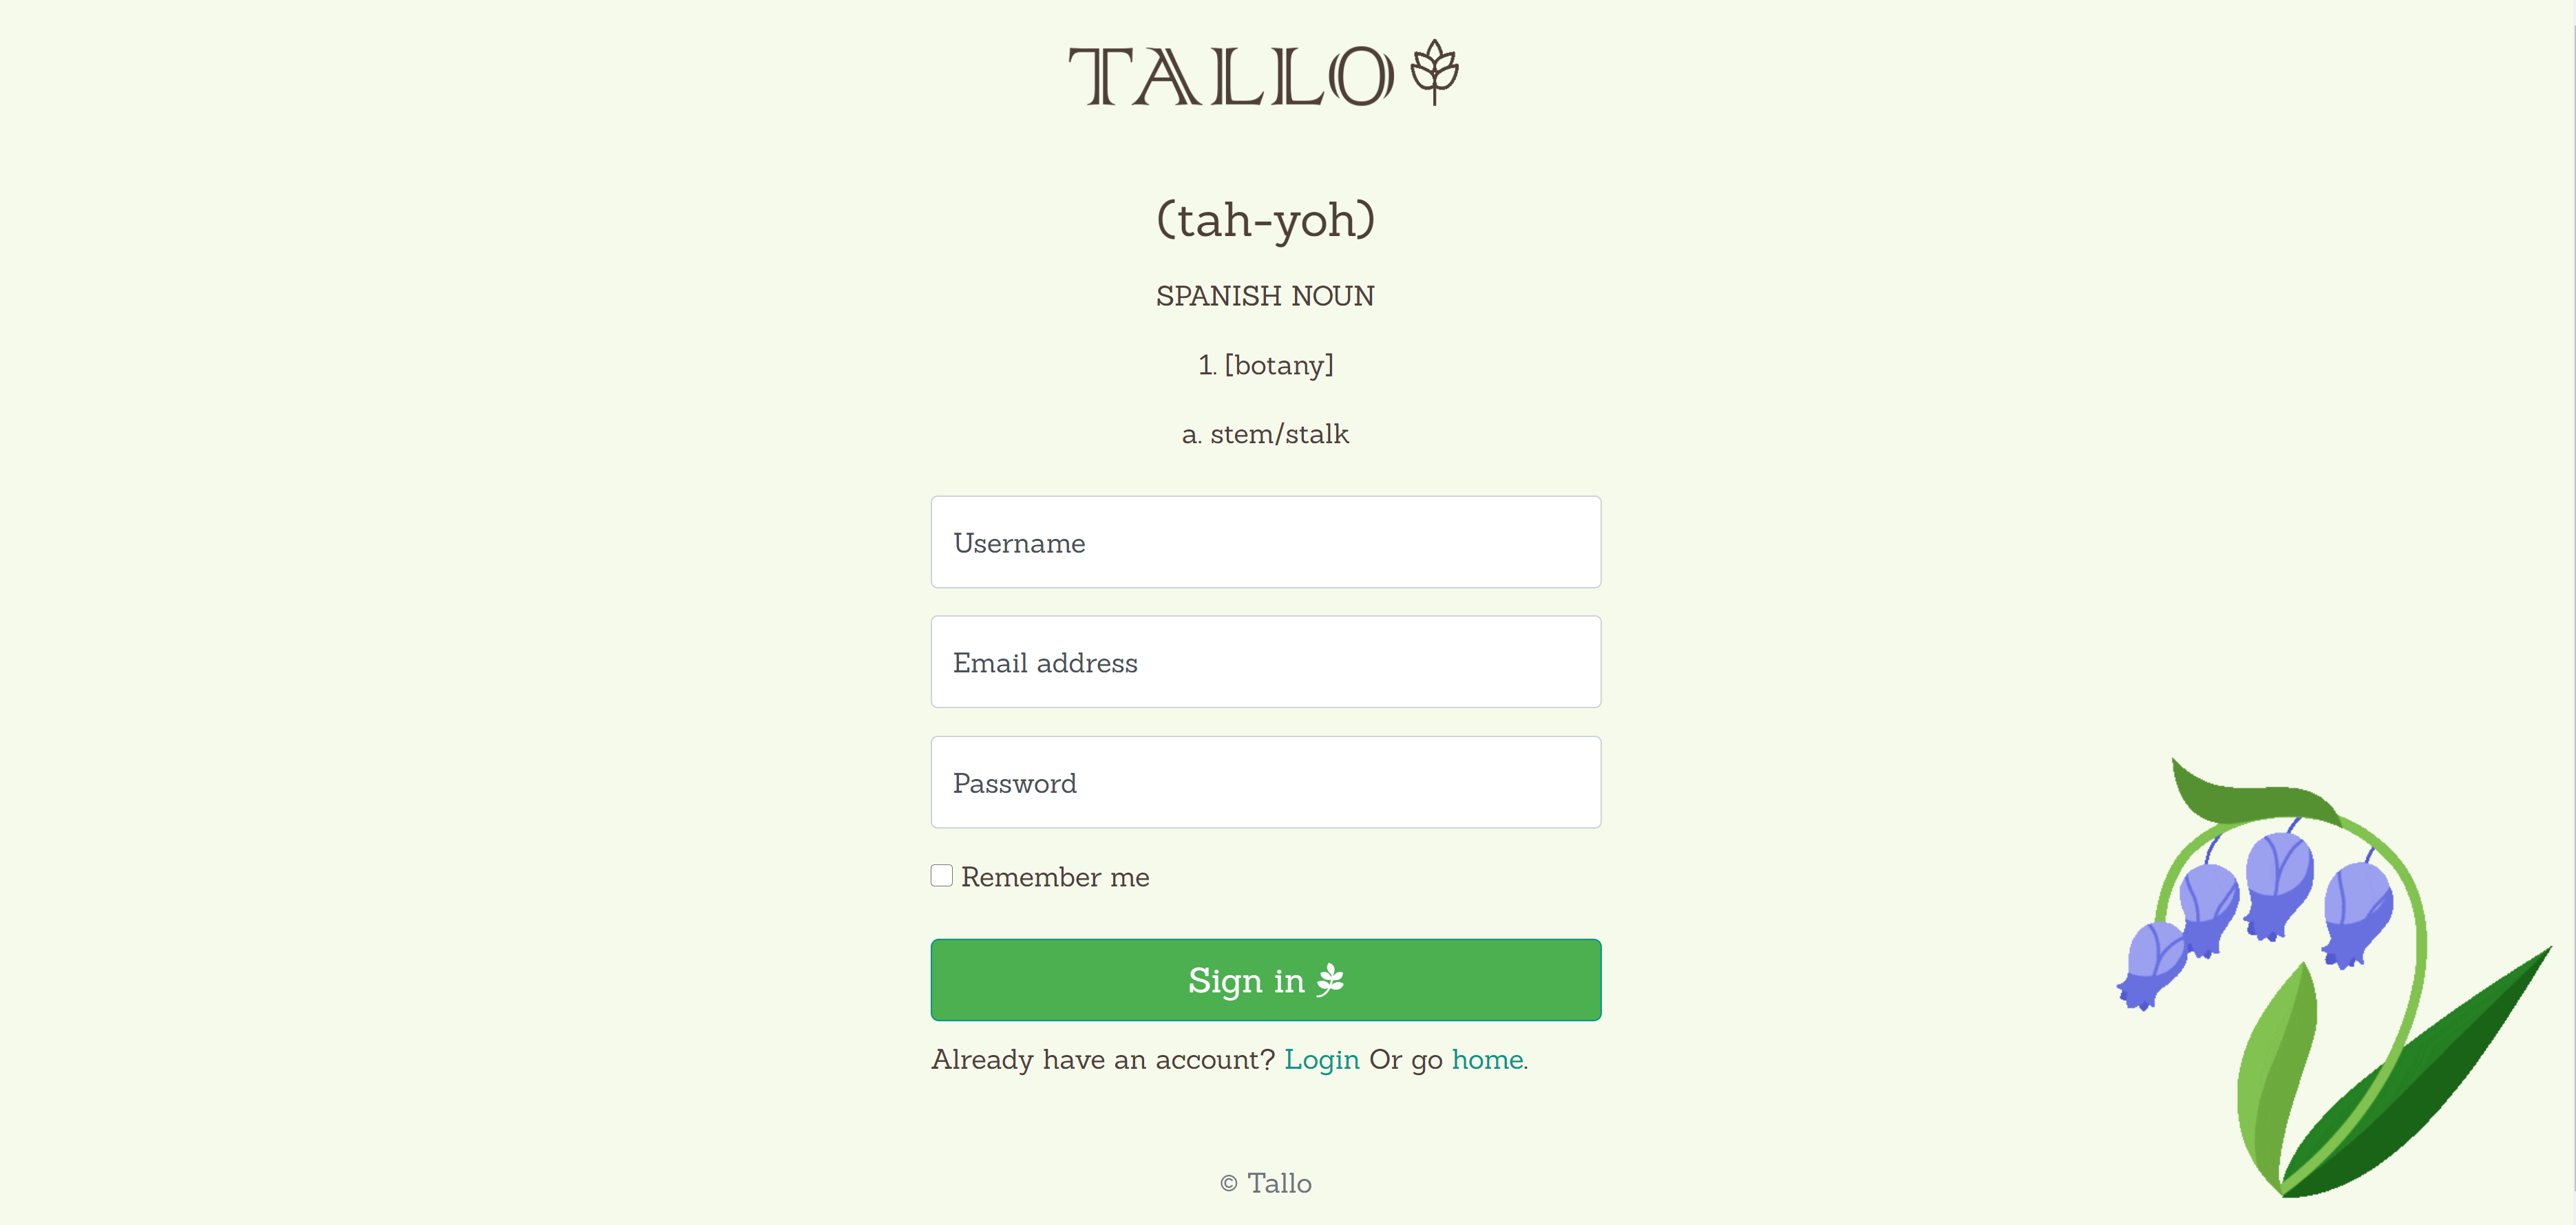 TALLO
(tah-yoh)
SPANISH NOUN
1. [botany]
a. stem/stalk
Username
Email address
Password
Remember me
Sign in
Already have an account? Login Or go home.
© Tallo